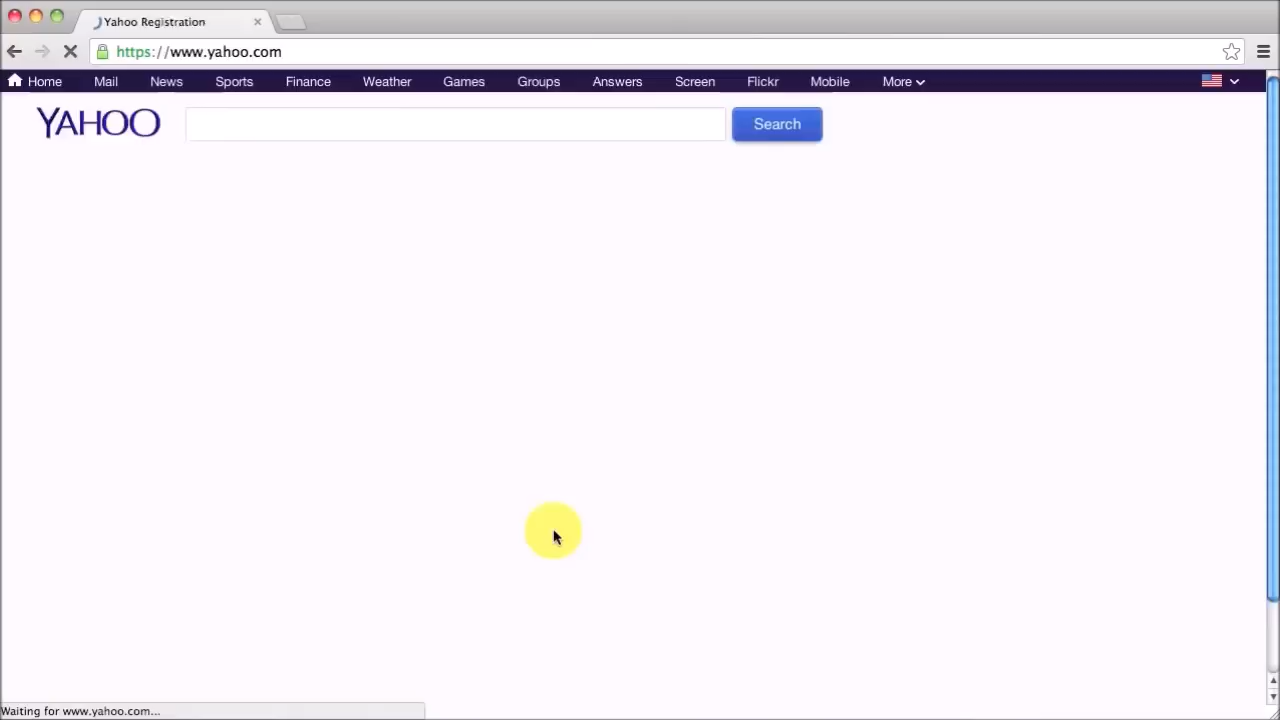 Yahoo Registration
https://www.yahoo.com
Home Mail News Sports Finance Weather Games Groups Answers Screen Flickr Mobile More
YAHOO Search
Waiting for www.yahoo.com...